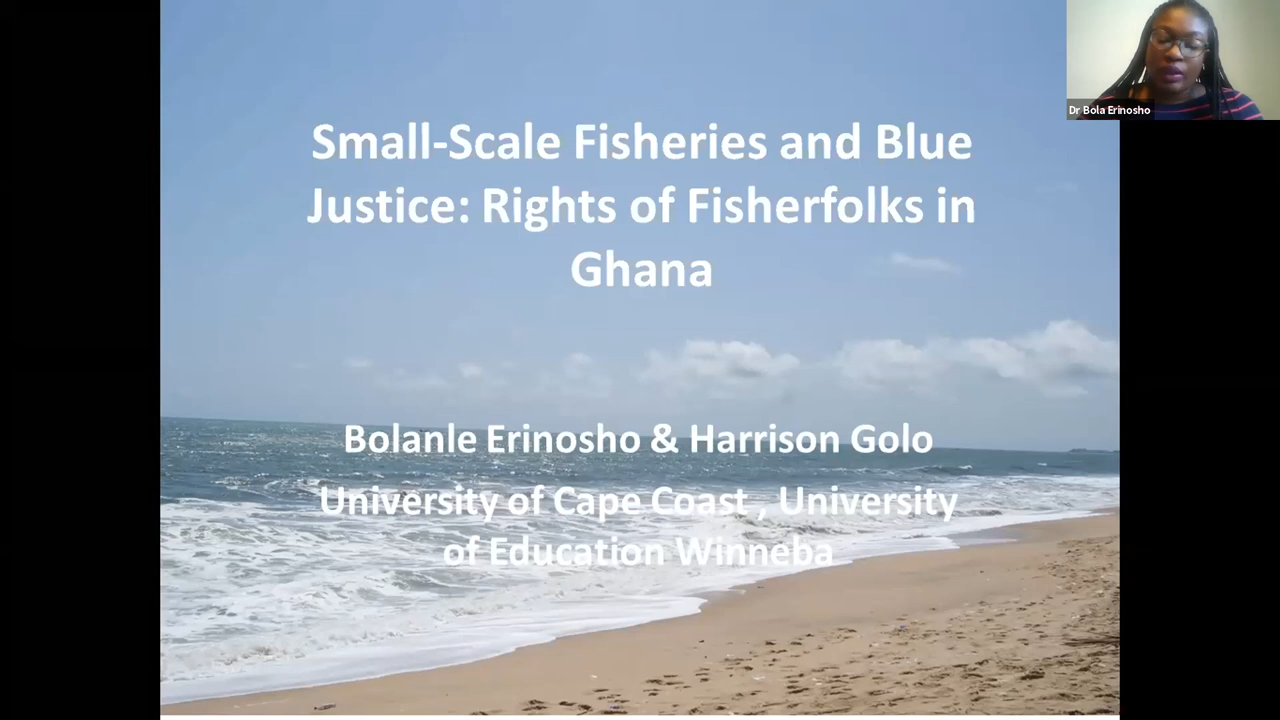 Dr Bola Erinosho
Small-Scale Fisheries and Blue
Justice: Rights of Fisherfolks in
Ghana
Bolanle Erinosho & Harrison Golo
University of Cape Coast , University
of Education Winneba